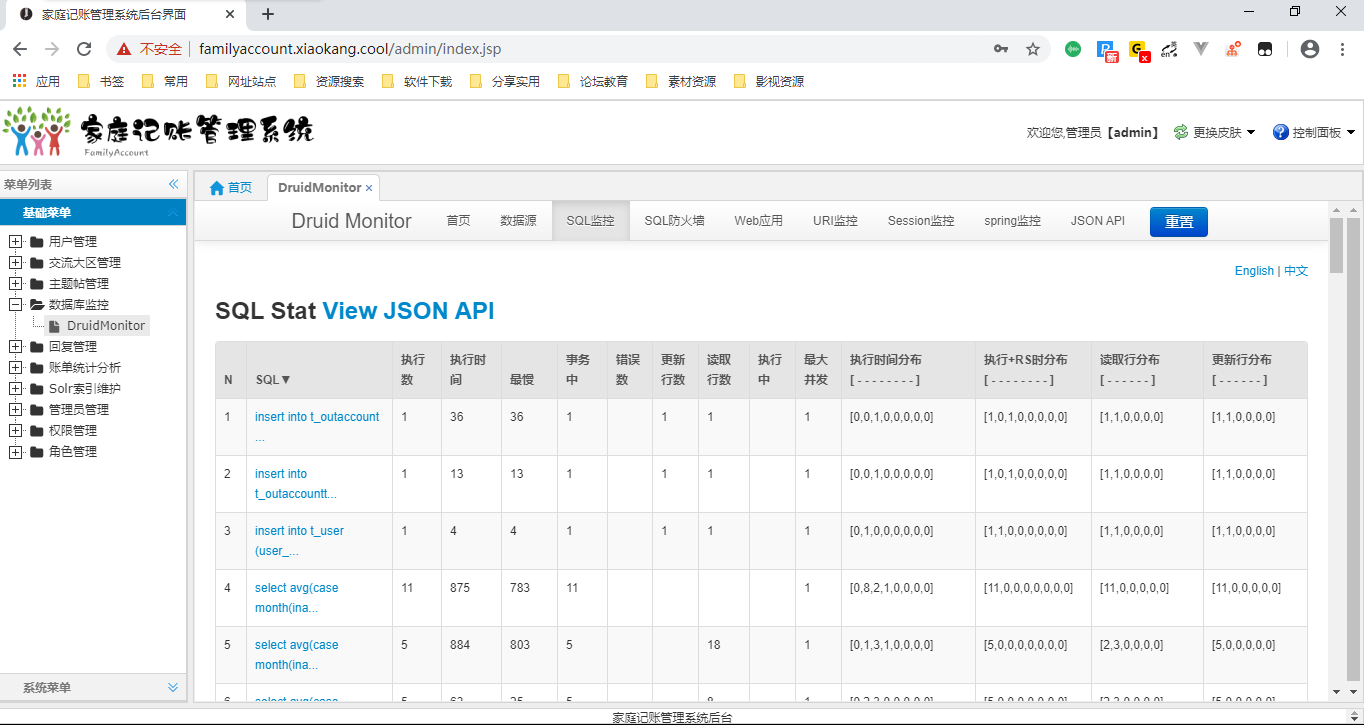 家庭记账管理系统后台界面
不安全 familyaccount.xiaokang.cool/admin/index.jsp
新
en
应用 书签 常用 网址站点 资源搜索 软件下载 分享实用 论坛教育 素材资源 影视资源
家庭记账管理系统
FamilyAccount
欢迎您,管理员【admin】 更换皮肤 控制面板
菜单列表
基础菜单
用户管理
交流大区管理
主题帖管理
数据库监控
DruidMonitor
回复管理
账单统计分析
Solr索引维护
管理员管理
权限管理
角色管理
系统菜单
首页 DruidMonitor
Druid Monitor 首页 数据源 SQL监控 SQL防火墙 Web应用 URI监控 Session监控 spring监控 JSON API 重置
English | 中文
SQL Stat View JSON API
N SQL▼ 执行数 执行时间 最慢 事务中 错误数 更新行数 读取行数 执行中 最大并发 执行时间分布 [ - - - - - - - - ] 执行+RS时分布 [ - - - - - - - - ] 读取行分布 [ - - - - - - ] 更新行分布 [ - - - - - - ]
1 insert into t_outaccount ... 1 36 36 1 1 1 1 [0,0,1,0,0,0,0,0] [1,0,1,0,0,0,0,0] [1,1,0,0,0,0] [1,1,0,0,0,0]
2 insert into t_outaccountt... 1 13 13 1 1 1 1 [0,0,1,0,0,0,0,0] [1,0,1,0,0,0,0,0] [1,1,0,0,0,0] [1,1,0,0,0,0]
3 insert into t_user (user_... 1 4 4 1 1 1 1 [0,1,0,0,0,0,0,0] [1,1,0,0,0,0,0,0] [1,1,0,0,0,0] [1,1,0,0,0,0]
4 select avg(case month(ina... 11 875 783 11 1 [0,8,2,1,0,0,0,0] [11,0,0,0,0,0,0,0] [11,0,0,0,0,0] [11,0,0,0,0,0]
5 select avg(case month(ina... 5 884 803 5 18 1 [0,1,3,1,0,0,0,0] [5,0,0,0,0,0,0,0] [2,3,0,0,0,0] [5,0,0,0,0,0]
家庭记账管理系统后台